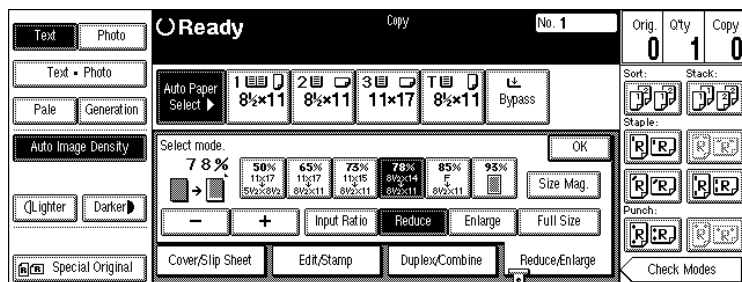 Text Photo
Text • Photo
Pale Generation
Auto Image Density
Lighter Darker
Special Original
Ready
Copy
No. 1
Auto Paper Select
1 8½×11
2 8½×11
3 11×17
T 8½×11
Bypass
Select mode.
OK
78%
50% 11×17 5½×8½
65% 11×17 8½×11
73% 11×15 8½×11
78% 8½×14 8½×11
85% F 8½×11
93%
Size Mag.
− + Input Ratio Reduce Enlarge Full Size
Cover/Slip Sheet Edit/Stamp Duplex/Combine Reduce/Enlarge
Orig. Q'ty Copy
0 1 0
Sort: Stack:
Staple:
Punch:
Check Modes